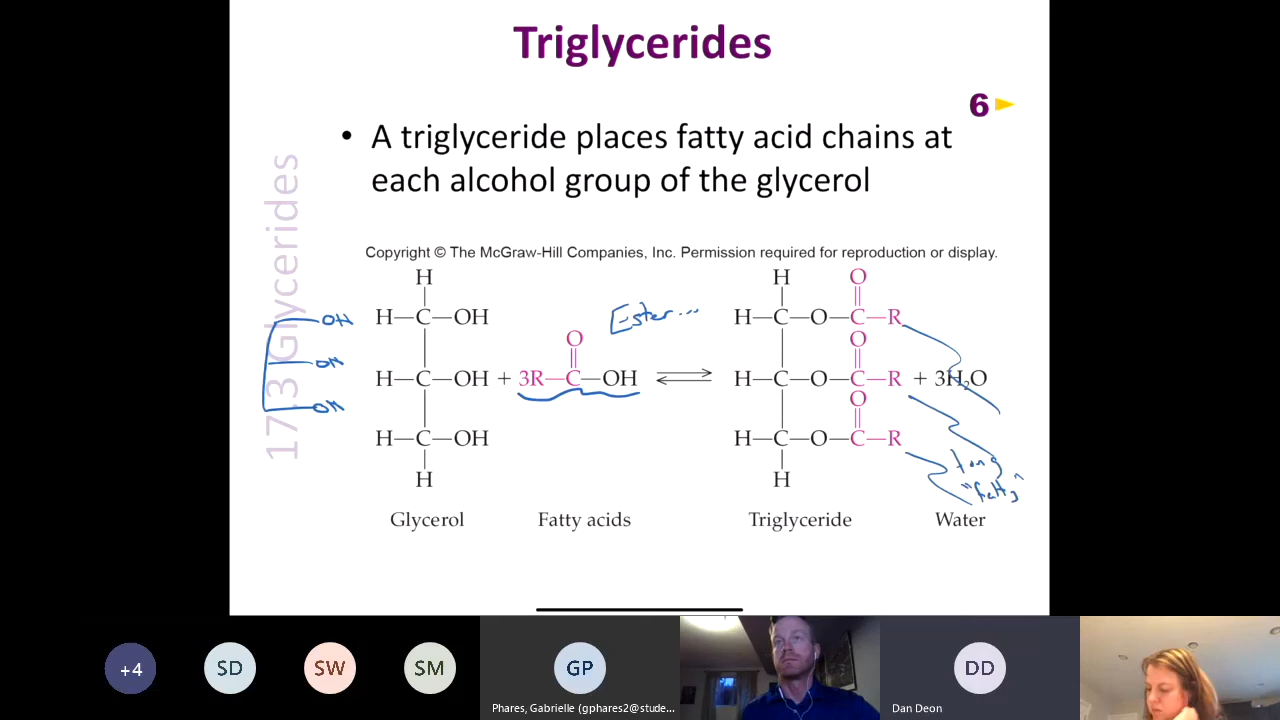 Triglycerides
6
• A triglyceride places fatty acid chains at
each alcohol group of the glycerol
17.3 Glycerides
Copyright © The McGraw-Hill Companies, Inc. Permission required for reproduction or display.
H H O
OH H—C—OH Ester... H—C—O—C—R
O O
OH H—C—OH + 3R—C—OH ⇌ H—C—O—C—R + 3H₂O
O
OH H—C—OH H—C—O—C—R
long
H H "fatty"
Glycerol Fatty acids Triglyceride Water
+4 SD SW SM GP DD
Phares, Gabrielle (gphares2@stude... Dan Deon